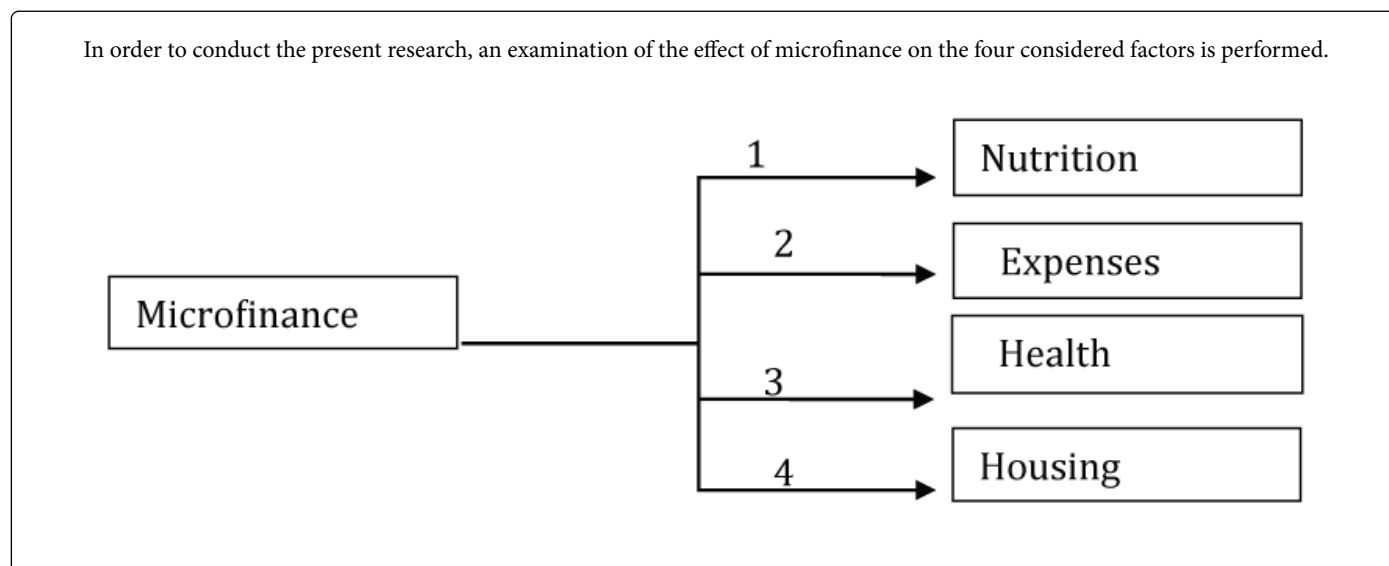 In order to conduct the present research, an examination of the effect of microfinance on the four considered factors is performed.
1
Nutrition
2
Expenses
Microfinance
Health
3
4
Housing